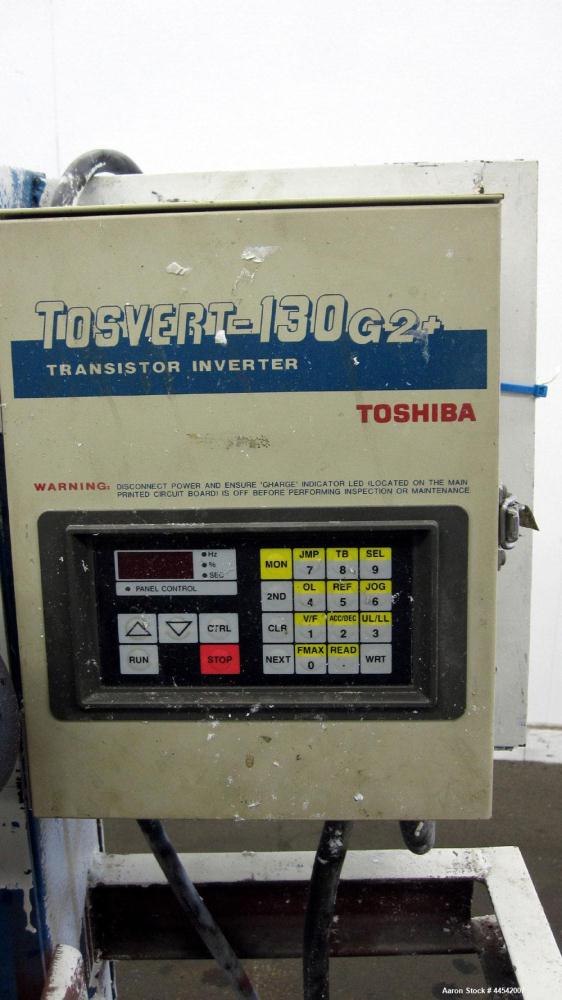 TOSVERT-130G2+
TRANSISTOR INVERTER
TOSHIBA
WARNING: DISCONNECT POWER AND ENSURE 'CHARGE' INDICATOR LED (LOCATED ON THE MAIN
PRINTED CIRCUIT BOARD) IS OFF BEFORE PERFORMING INSPECTION OR MAINTENANCE
Hz
%
SEC
PANEL CONTROL
CTRL
RUN STOP
MON JMP 7 TB 8 SEL 9
2ND OL 4 REF 5 JOG 6
CLR V/F 1 ACC/DEC 2 UL/LL 3
NEXT FMAX 0 READ . WRT
Aaron Stock # 4454200